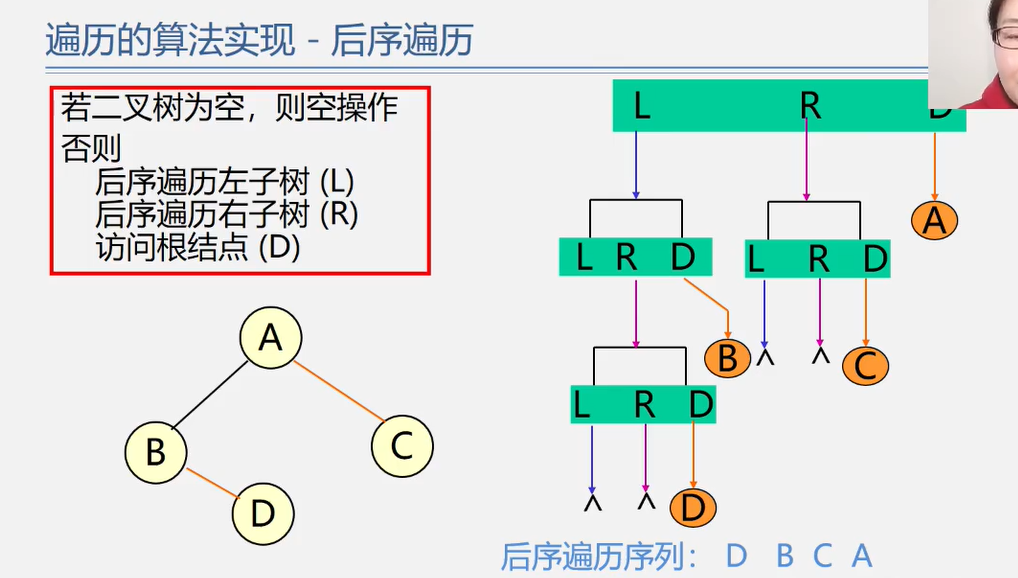 遍历的算法实现 - 后序遍历
若二叉树为空，则空操作
否则
后序遍历左子树 (L)
后序遍历右子树 (R)
访问根结点 (D)
L R D
A
L R D
L R D
B
^ ^
C
L R D
^ ^
D
A
B
C
D
后序遍历序列： D B C A